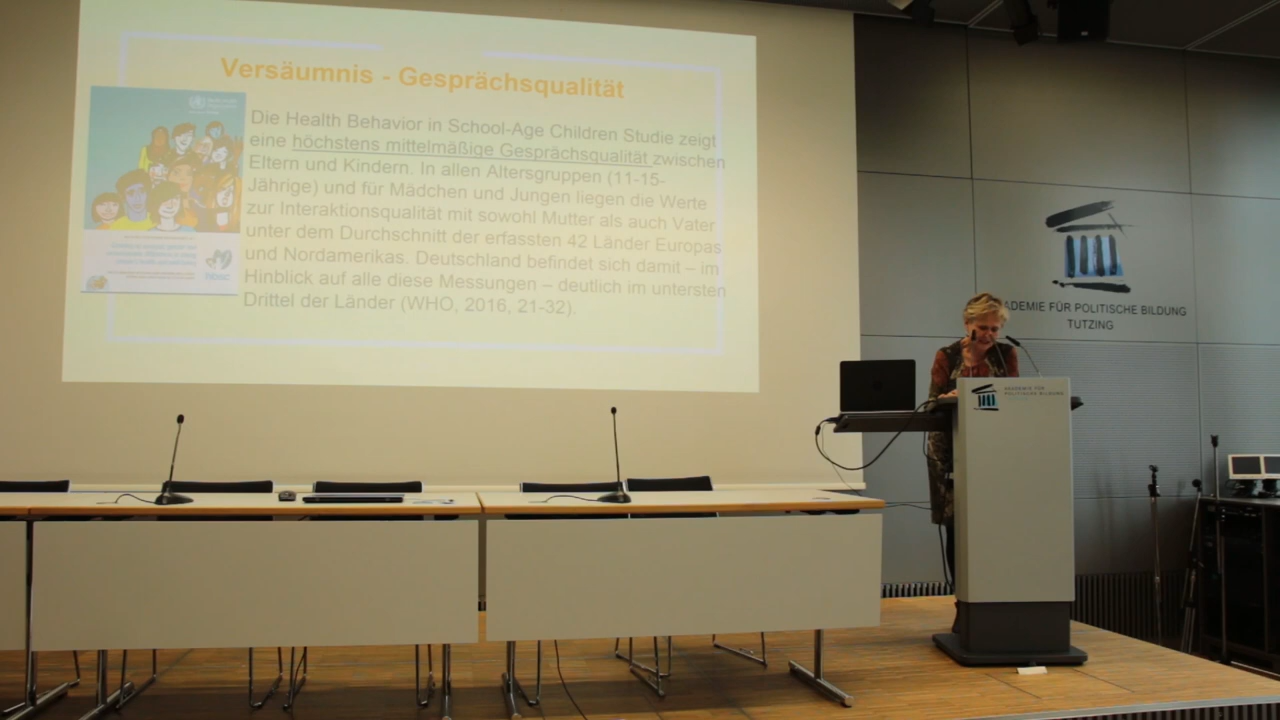 Versäumnis - Gesprächsqualität
Die Health Behavior in School-Age Children Studie zeigt
eine höchstens mittelmäßige Gesprächsqualität zwischen
Eltern und Kindern. In allen Altersgruppen (11-15-
Jährige) und für Mädchen und Jungen liegen die Werte
zur Interaktionsqualität mit sowohl Mutter als auch Vater
unter dem Durchschnitt der erfassten 42 Länder Europas
und Nordamerikas. Deutschland befindet sich damit – im
Hinblick auf alle diese Messungen – deutlich im untersten
Drittel der Länder (WHO, 2016, 21-32).
ADEMIE FÜR POLITISCHE BILDUNG
TUTZING
AKADEMIE FÜR
POLITISCHE BILDUNG